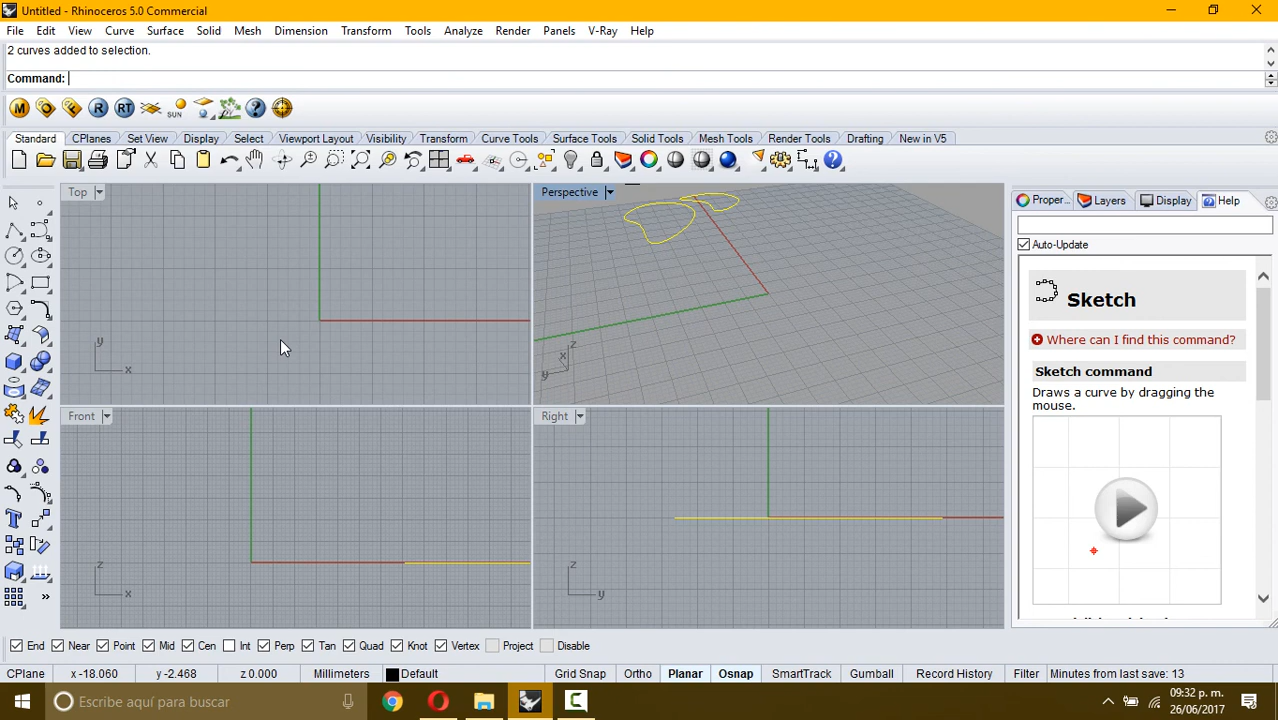 Untitled - Rhinoceros 5.0 Commercial
File Edit View Curve Surface Solid Mesh Dimension Transform Tools Analyze Render Panels V-Ray Help
2 curves added to selection.
Command:
M O F R RT SUN ?
Standard CPlanes Set View Display Select Viewport Layout Visibility Transform Curve Tools Surface Tools Solid Tools Mesh Tools Render Tools Drafting New in V5
Top
y
x
Perspective
z
x
y
Proper... Layers Display Help
Auto-Update
Sketch
Where can I find this command?
Sketch command
Draws a curve by dragging the
mouse.
Front
z
x
Right
z
y
End Near Point Mid Cen Int Perp Tan Quad Knot Vertex Project Disable
CPlane x -18.060 y -2.468 z 0.000 Millimeters Default Grid Snap Ortho Planar Osnap SmartTrack Gumball Record History Filter Minutes from last save: 13
Escribe aquí para buscar
09:32 p. m.
26/06/2017